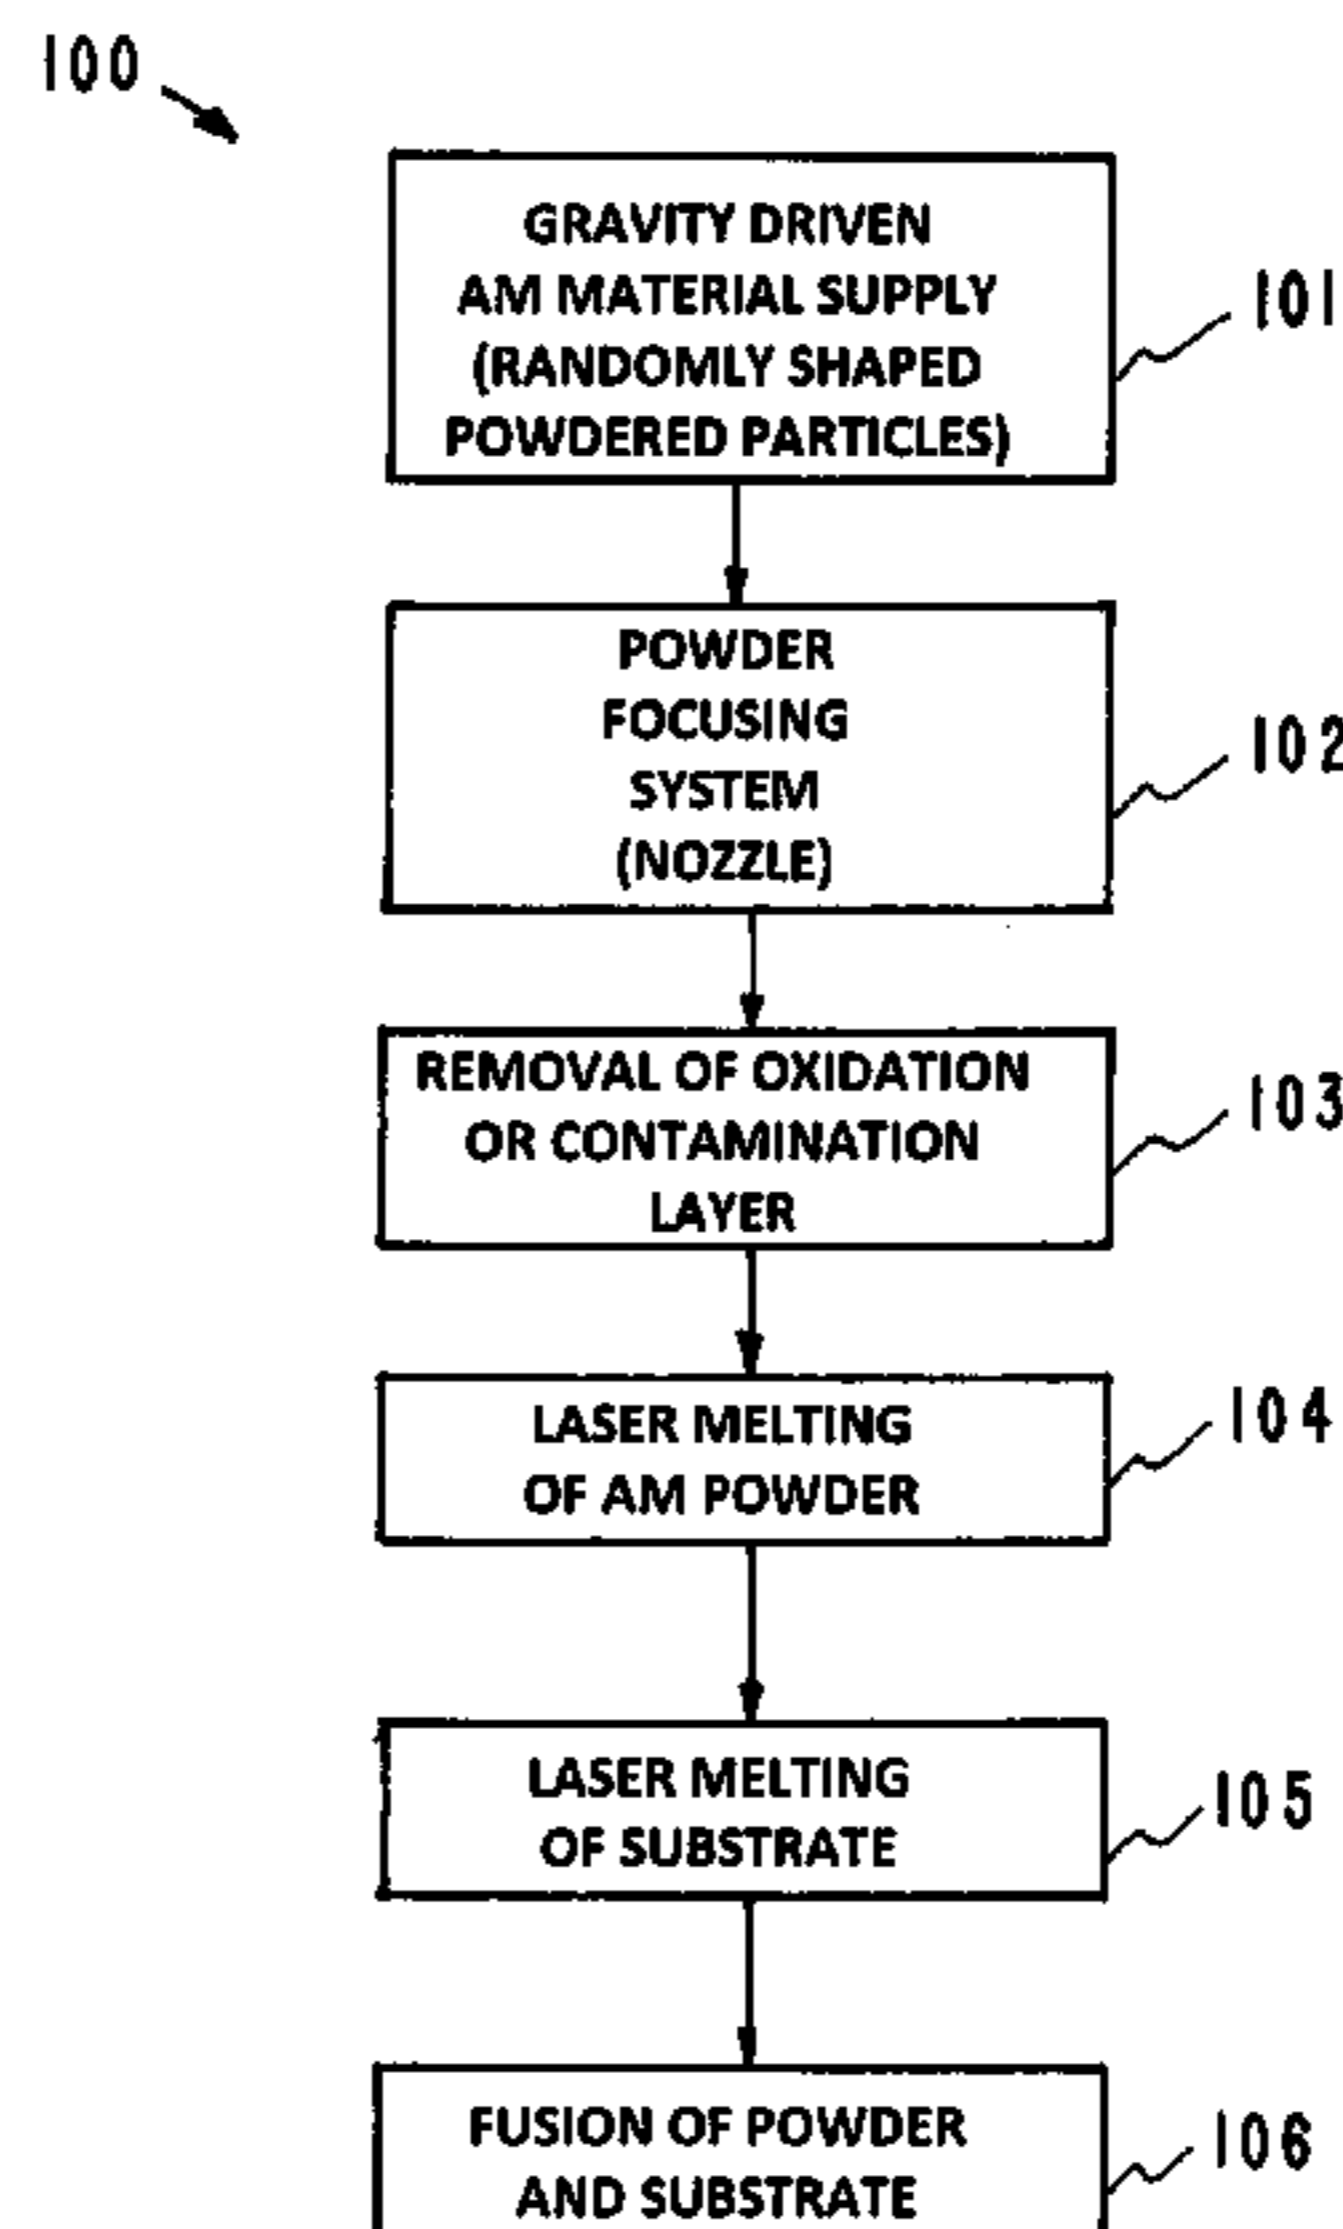 100
GRAVITY DRIVEN
AM MATERIAL SUPPLY
(RANDOMLY SHAPED
POWDERED PARTICLES)
101
POWDER
FOCUSING
SYSTEM
(NOZZLE)
102
REMOVAL OF OXIDATION
OR CONTAMINATION
LAYER
103
LASER MELTING
OF AM POWDER
104
LASER MELTING
OF SUBSTRATE
105
FUSION OF POWDER
AND SUBSTRATE
106